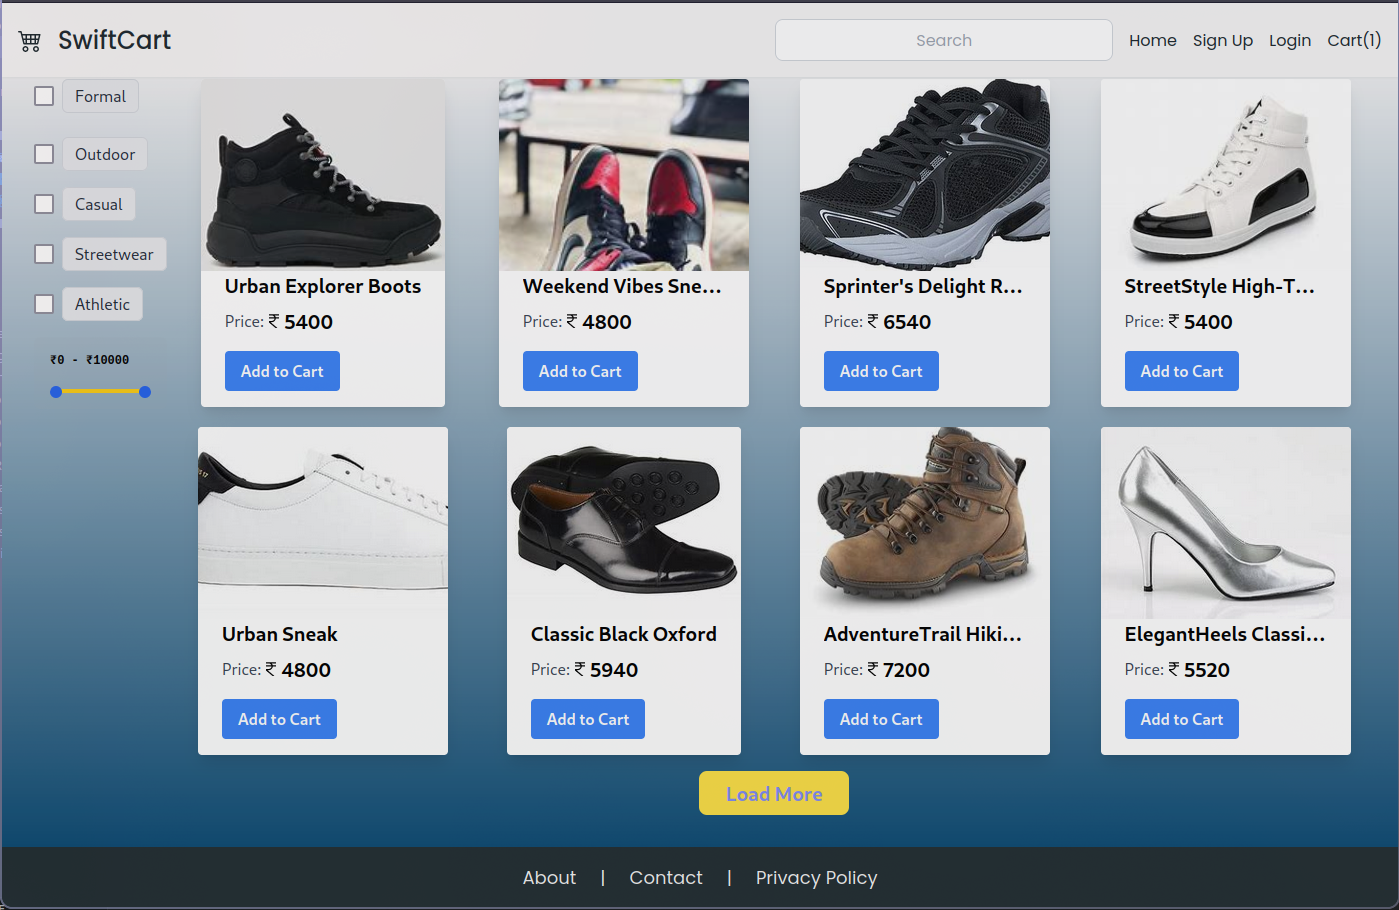 SwiftCart
Search
Home Sign Up Login Cart(1)
Formal
Outdoor
Casual
Streetwear
Athletic
₹0 - ₹10000
Urban Explorer Boots
Price: ₹ 5400
Add to Cart
Weekend Vibes Sne...
Price: ₹ 4800
Add to Cart
Sprinter's Delight R...
Price: ₹ 6540
Add to Cart
StreetStyle High-T...
Price: ₹ 5400
Add to Cart
Urban Sneak
Price: ₹ 4800
Add to Cart
Classic Black Oxford
Price: ₹ 5940
Add to Cart
AdventureTrail Hiki...
Price: ₹ 7200
Add to Cart
ElegantHeels Classi...
Price: ₹ 5520
Add to Cart
Load More
About | Contact | Privacy Policy